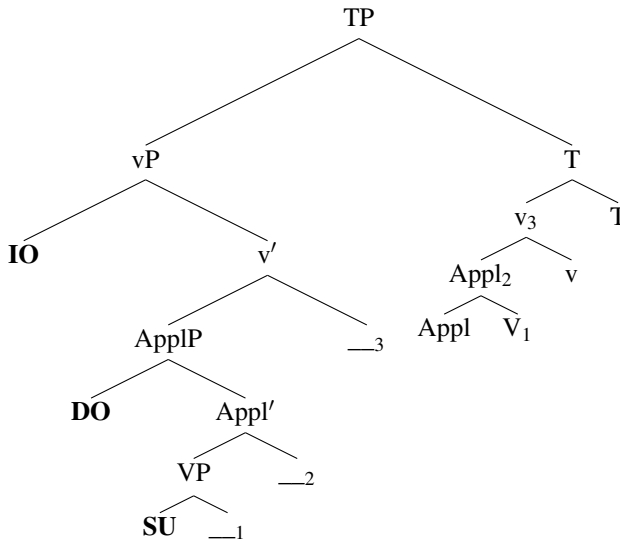 TP
vP T
v₃ T
IO v′
Appl₂ v
Appl V₁
ApplP __₃
DO Appl′
VP __₂
SU __₁